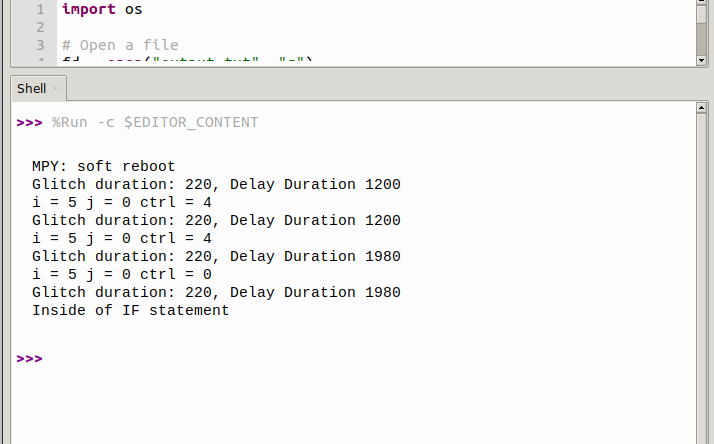 1 import os
2
3 # Open a file
Shell
>>> %Run -c $EDITOR_CONTENT
MPY: soft reboot
Glitch duration: 220, Delay Duration 1200
i = 5 j = 0 ctrl = 4
Glitch duration: 220, Delay Duration 1200
i = 5 j = 0 ctrl = 4
Glitch duration: 220, Delay Duration 1980
i = 5 j = 0 ctrl = 0
Glitch duration: 220, Delay Duration 1980
Inside of IF statement
>>>